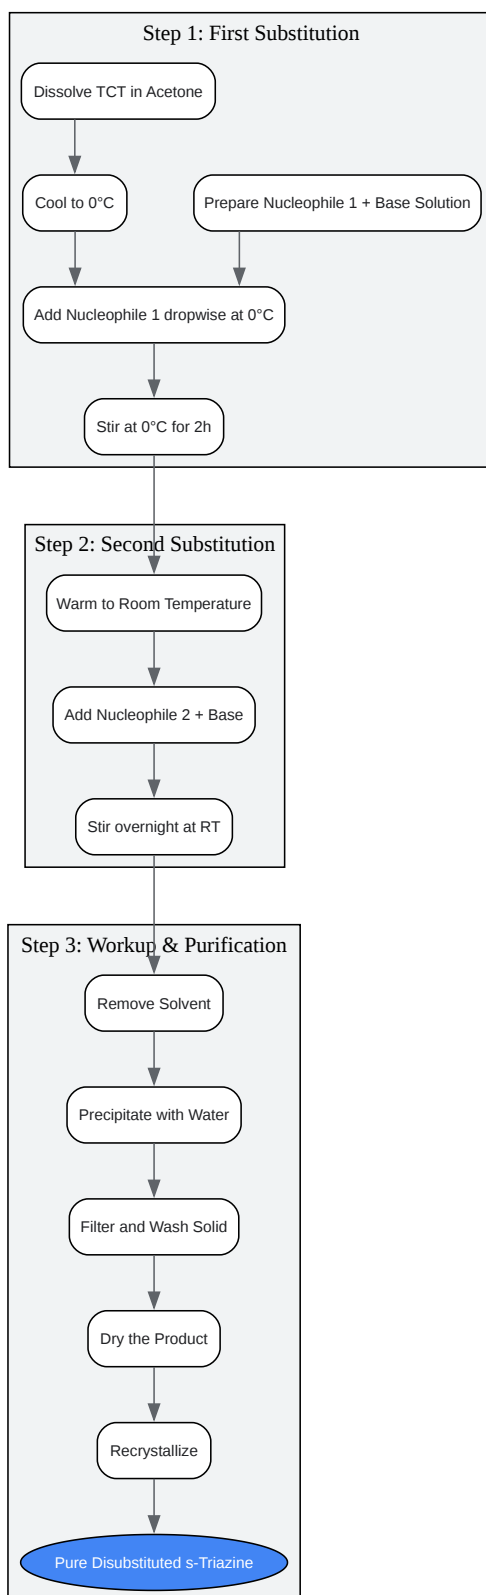 Step 1: First Substitution
Dissolve TCT in Acetone
Cool to 0°C
Prepare Nucleophile 1 + Base Solution
Add Nucleophile 1 dropwise at 0°C
Stir at 0°C for 2h
Step 2: Second Substitution
Warm to Room Temperature
Add Nucleophile 2 + Base
Stir overnight at RT
Step 3: Workup & Purification
Remove Solvent
Precipitate with Water
Filter and Wash Solid
Dry the Product
Recrystallize
Pure Disubstituted s-Triazine